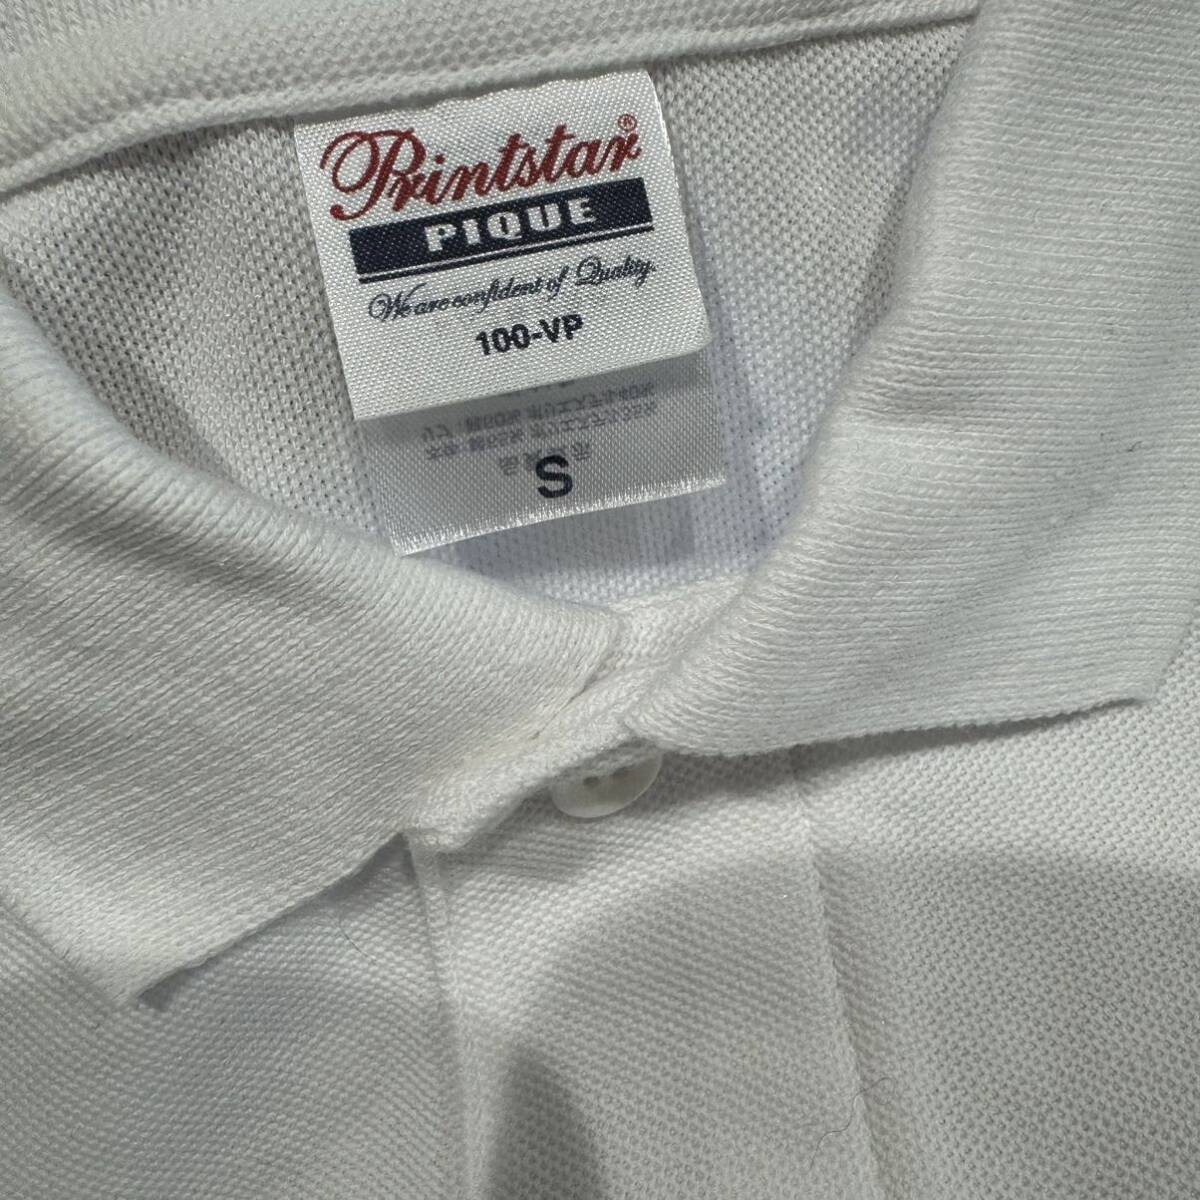 Printstar®
PIQUE
We are confident of Quality.
100-VP
S